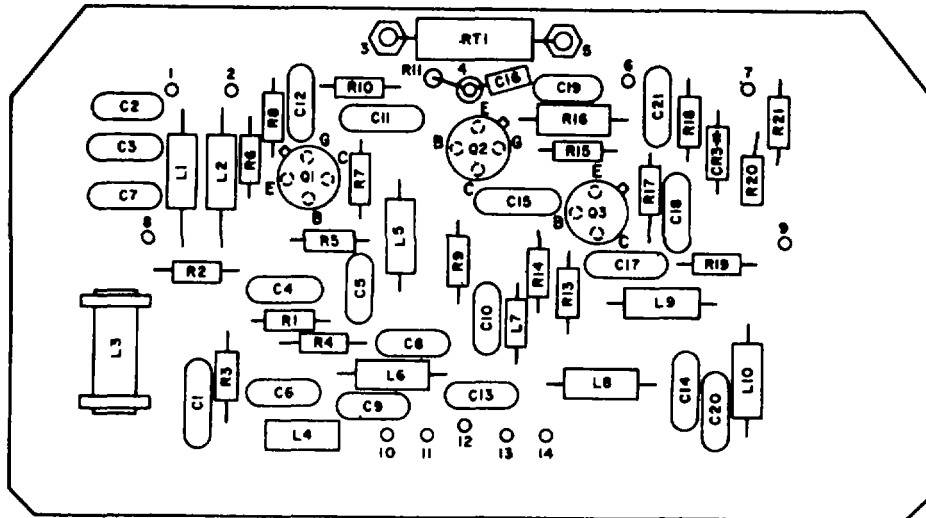 3
RT1
5
R11
4
C16
C19
6
7
1
2
C2
R8
C12
R10
C11
E
R16
C21
R18
CR3
R21
C3
L1
L2
R6
G
C
Q1
E
B
R7
B
Q2
G
C
R15
R20
C7
C15
E
Q3
B
C
R17
C18
8
R5
L5
9
R2
R9
R14
R13
C17
R19
C4
C5
C10
L7
L9
R1
L3
R4
C8
R3
L6
L8
C14
L10
C1
C6
C9
C13
C20
L4
10
11
12
13
14